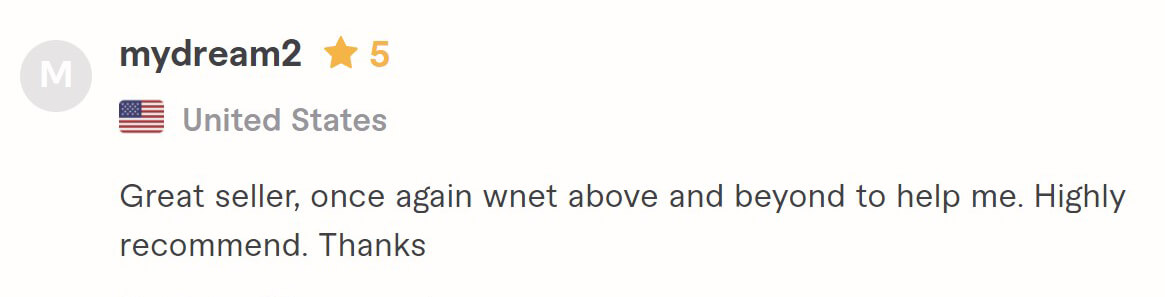 M
mydream2 5
United States
Great seller, once again wnet above and beyond to help me. Highly
recommend. Thanks